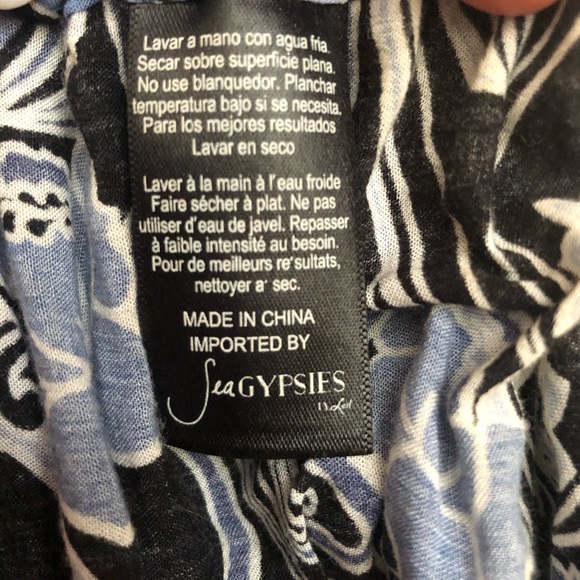 Lavar a mano con agua fria.
Secar sobre superficie plana.
No use blanquedor. Planchar
temperatura bajo si se necesita.
Para los mejores resultados
Lavar en seco
Laver à la main à l'eau froide
Faire sécher à plat. Ne pas
utiliser d'eau de javel. Repasser
à faible intensité au besoin.
Pour de meilleurs re'sultats,
nettoyer a' sec.
MADE IN CHINA
IMPORTED BY
SeaGYPSIES